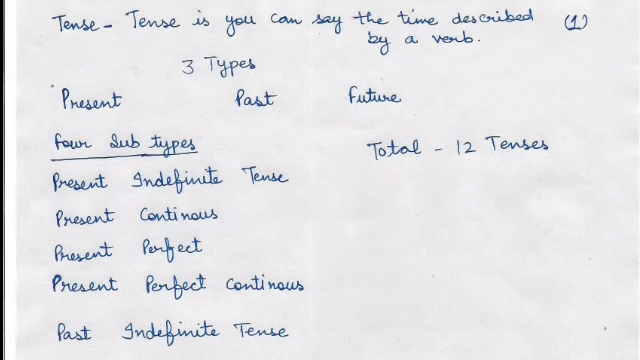 Tense - Tense is you can say the time described (1)
by a verb.
3 Types
Present Past Future
Four Sub types
Total - 12 Tenses
Present Indefinite Tense
Present Continous
Present Perfect
Present Perfect Continous
Past Indefinite Tense